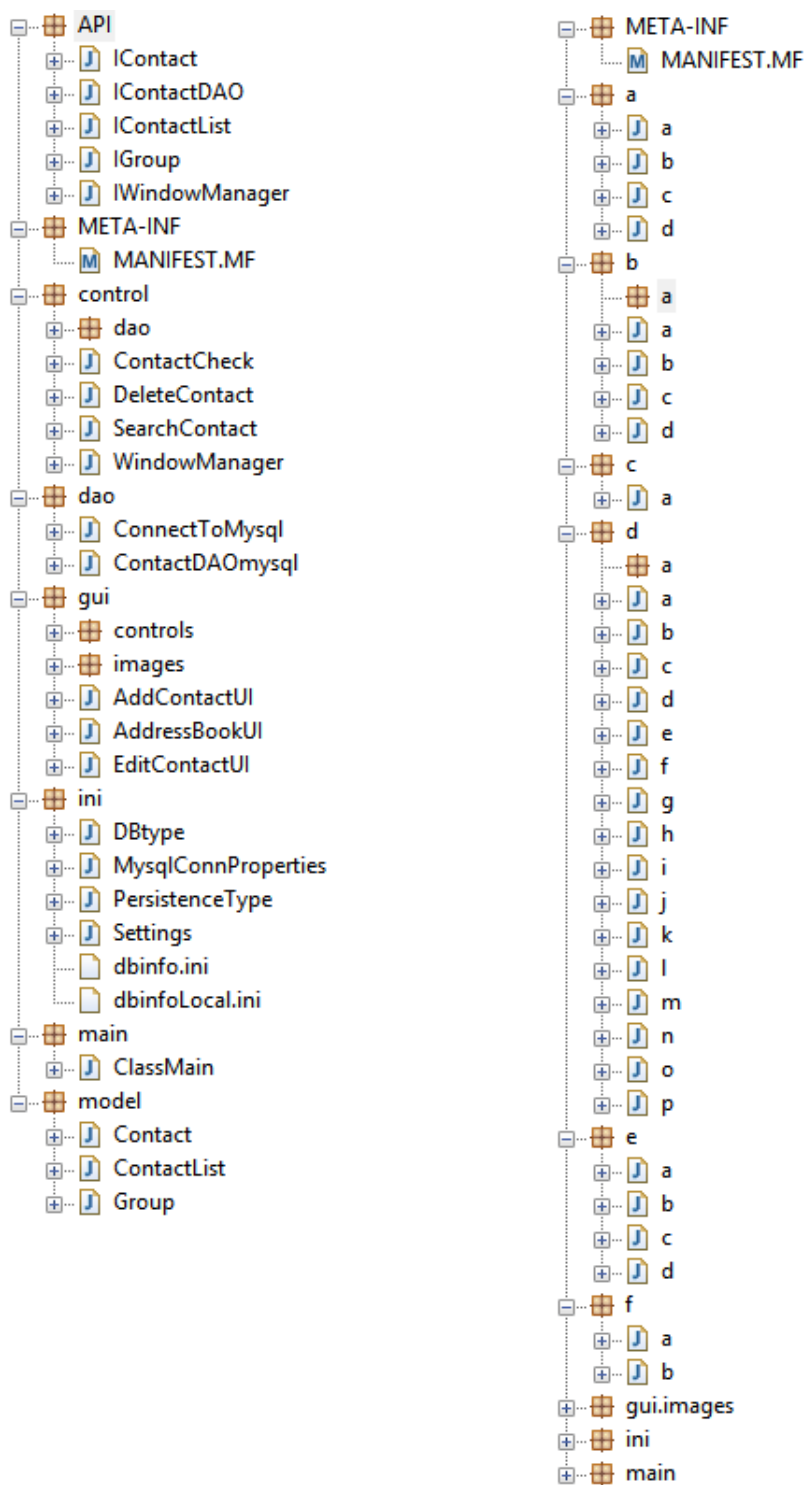 API
IContact
IContactDAO
IContactList
IGroup
IWindowManager
META-INF
MANIFEST.MF
control
dao
ContactCheck
DeleteContact
SearchContact
WindowManager
dao
ConnectToMysql
ContactDAOmysql
gui
controls
images
AddContactUI
AddressBookUI
EditContactUI
ini
DBtype
MysqlConnProperties
PersistenceType
Settings
dbinfo.ini
dbinfoLocal.ini
main
ClassMain
model
Contact
ContactList
Group
META-INF
MANIFEST.MF
a
a
b
c
d
b
a
a
b
c
d
c
a
d
a
a
b
c
d
e
f
g
h
i
j
k
l
m
n
o
p
e
a
b
c
d
f
a
b
gui.images
ini
main